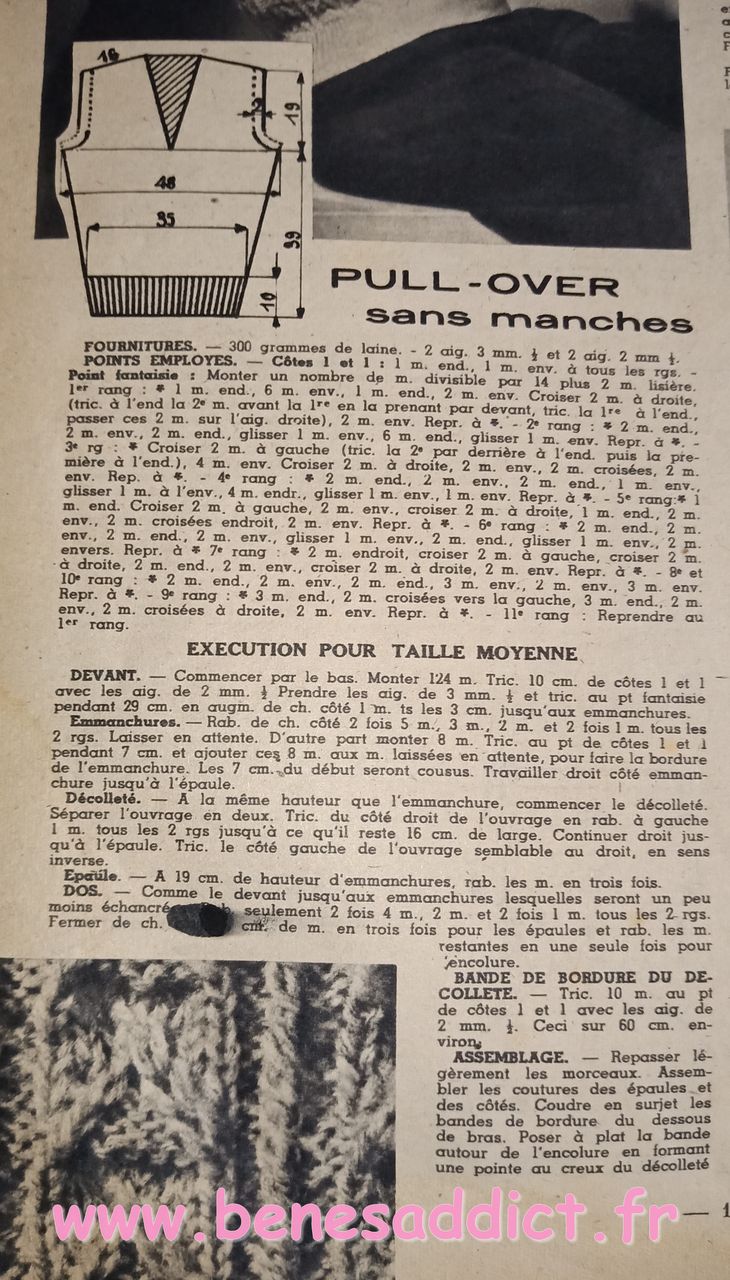 16
2
19
46
35
39
10
PULL-OVER
sans manches
FOURNITURES. — 300 grammes de laine. - 2 aig. 3 mm. ½ et 2 aig. 2 mm ½.
POINTS EMPLOYES. — Côtes 1 et 1 : 1 m. end., 1 m. env. à tous les rgs. -
Point fantaisie : Monter un nombre de m. divisible par 14 plus 2 m. lisière.
1er rang : * 1 m. end., 6 m. env., 1 m. end., 2 m. env. Croiser 2 m. à droite,
(tric. à l'end la 2e m. avant la 1re en la prenant par devant, tric. la 1re à l'end.,
passer ces 2 m. sur l'aig. droite), 2 m. env. Repr. à *. - 2e rang : * 2 m. end.,
2 m. env., 2 m. end., glisser 1 m. env., 6 m. end., glisser 1 m. env. Repr. à *. -
3e rg : * Croiser 2 m. à gauche (tric. la 2e par derrière à l'end. puis la pre-
mière à l'end.), 4 m. env. Croiser 2 m. à droite, 2 m. env., 2 m. croisées, 2 m.
env. Rep. à *. - 4e rang : * 2 m. end., 2 m. env., 2 m. end., 1 m. env.,
glisser 1 m. à l'env., 4 m. endr., glisser 1 m. env., 1 m. env. Repr. à *. - 5e rang:* 1
m. end. Croiser 2 m. à gauche, 2 m. env., croiser 2 m. à droite, 1 m. end., 2 m.
env., 2 m. croisées endroit, 2 m. env. Repr. à *. - 6e rang : * 2 m. end., 2 m.
env., 2 m. end., 2 m. env., glisser 1 m. env., 2 m. end., glisser 1 m. env., 2 m.
envers. Repr. à * 7e rang : * 2 m. endroit, croiser 2 m. à gauche, croiser 2 m.
à droite, 2 m. end., 2 m. env., croiser 2 m. à droite, 2 m. env. Repr. à *. - 8e et
10e rang : * 2 m. end., 2 m. env., 2 m. end., 3 m. env., 2 m. env., 3 m. env.
Repr. à *. - 9e rang : * 3 m. end., 2 m. croisées vers la gauche, 3 m. end., 2 m.
env., 2 m. croisées à droite, 2 m. env. Repr. à *. - 11e rang : Reprendre au
1er rang.
EXECUTION POUR TAILLE MOYENNE
DEVANT. — Commencer par le bas. Monter 124 m. Tric. 10 cm. de côtes 1 et 1
avec les aig. de 2 mm. ½ Prendre les aig. de 3 mm. ½ et tric. au pt fantaisie
pendant 29 cm. en augm. de ch. côté 1 m. ts les 3 cm. jusqu'aux emmanchures.
Emmanchures. — Rab. de ch. côté 2 fois 5 m., 3 m., 2 m. et 2 fois 1 m. tous les
2 rgs. Laisser en attente. D'autre part monter 8 m. Tric. au pt de côtes 1 et 1
pendant 7 cm. et ajouter ces 8 m. aux m. laissées en attente, pour faire la bordure
de l'emmanchure. Les 7 cm. du début seront cousus. Travailler droit côté emman-
chure jusqu'à l'épaule.
Décolleté. — A la même hauteur que l'emmanchure, commencer le décolleté.
Séparer l'ouvrage en deux. Tric. du côté droit de l'ouvrage en rab. à gauche
1 m. tous les 2 rgs jusqu'à ce qu'il reste 16 cm. de large. Continuer droit jus-
qu'à l'épaule. Tric. le côté gauche de l'ouvrage semblable au droit, en sens
inverse.
Epaule. — A 19 cm. de hauteur d'emmanchures, rab. les m. en trois fois.
DOS. — Comme le devant jusqu'aux emmanchures lesquelles seront un peu
moins échancré seulement 2 fois 4 m., 2 m. et 2 fois 1 m. tous les 2 rgs.
Fermer de ch. cm. de m. en trois fois pour les épaules et rab. les m.
restantes en une seule fois pour
encolure.
BANDE DE BORDURE DU DE-
COLLETE. — Tric. 10 m. au pt
de côtes 1 et 1 avec les aig. de
2 mm. ½. Ceci sur 60 cm. en-
viron.
ASSEMBLAGE. — Repasser lé-
gèrement les morceaux. Assem-
bler les coutures des épaules et
des côtés. Coudre en surjet les
bandes de bordure du dessous
de bras. Poser à plat la bande
autour de l'encolure en formant
une pointe au creux du décolleté
www.benesaddict.fr
— 1